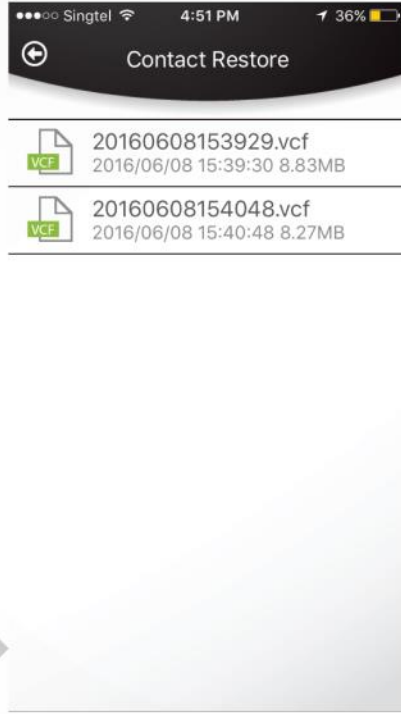 Singtel 4:51 PM 36%
Contact Restore
20160608153929.vcf
VCF
2016/06/08 15:39:30 8.83MB
20160608154048.vcf
VCF
2016/06/08 15:40:48 8.27MB